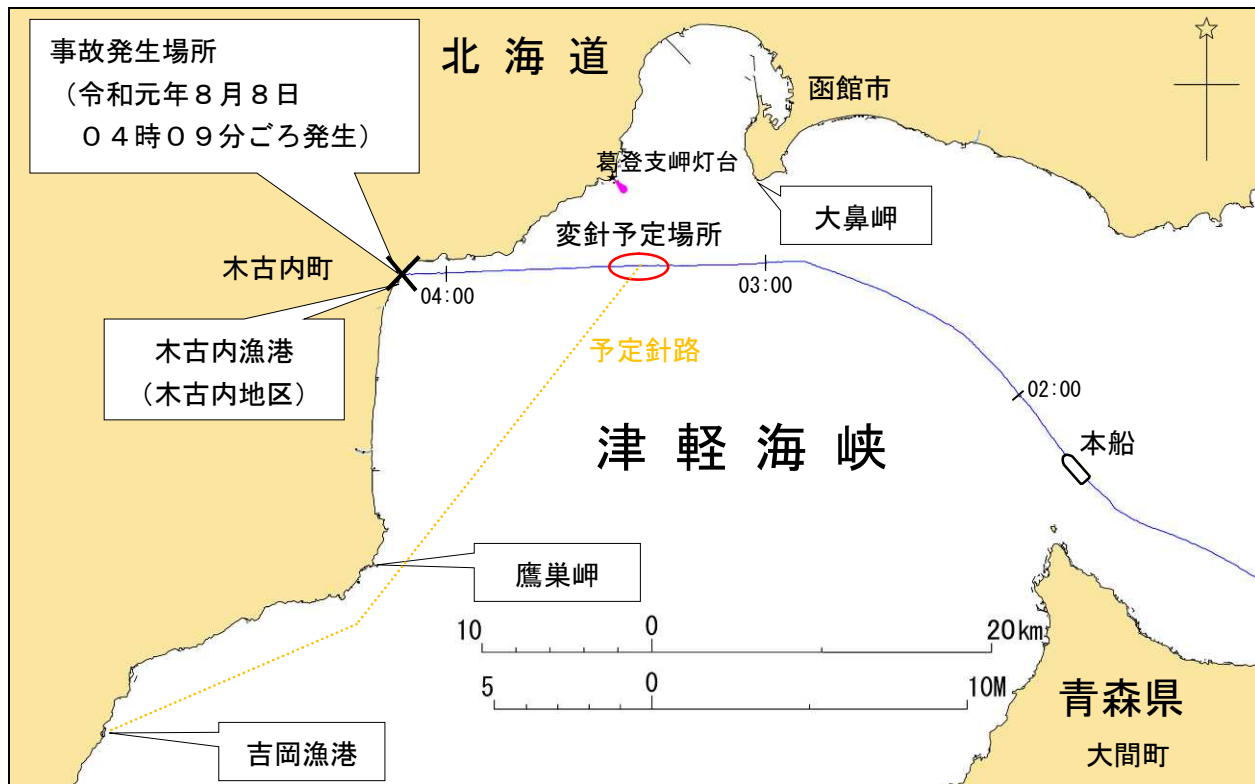 事故発生場所
（令和元年８月８日
０４時０９分ごろ発生）
北海道
函館市
葛登支岬灯台
大鼻岬
変針予定場所
木古内町
04:00
03:00
木古内漁港
（木古内地区）
予定針路
02:00
津軽海峡
本船
鷹巣岬
10 0 20km
5 0 10M
青森県
吉岡漁港
大間町